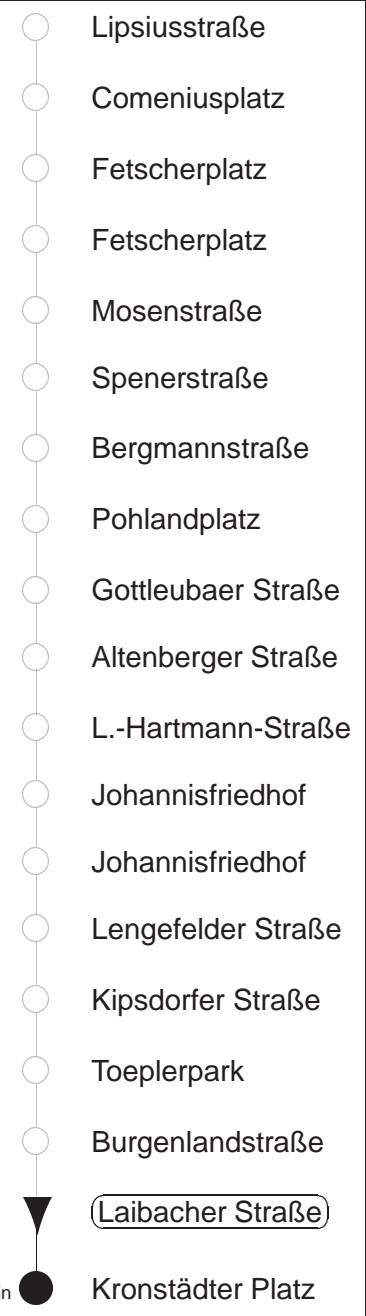 Lipsiusstraße
Comeniusplatz
Fetscherplatz
Fetscherplatz
Mosenstraße
Spenerstraße
Bergmannstraße
Pohlandplatz
Gottleubaer Straße
Altenberger Straße
L.-Hartmann-Straße
Johannisfriedhof
Johannisfriedhof
Lengefelder Straße
Kipsdorfer Straße
Toeplerpark
Burgenlandstraße
Laibacher Straße
Kronstädter Platz